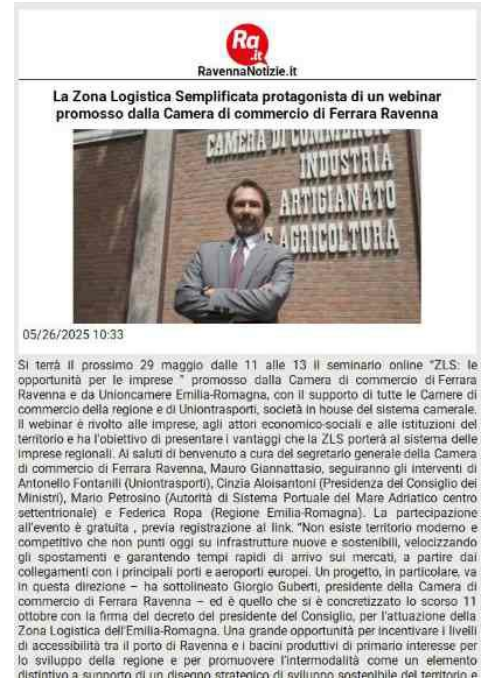 Ra
.it
RavennaNotizie.it
La Zona Logistica Semplificata protagonista di un webinar
promosso dalla Camera di commercio di Ferrara Ravenna
CAMERA DI COMMERCIO
INDUSTRIA
ARTIGIANATO
E AGRICOLTURA
05/26/2025 10:33
Si terrà il prossimo 29 maggio dalle 11 alle 13 il seminario online "ZLS: le
opportunità per le imprese " promosso dalla Camera di commercio di Ferrara
Ravenna e da Unioncamere Emilia-Romagna, con il supporto di tutte le Camere di
commercio della regione e di Uniontrasporti, società in house del sistema camerale.
Il webinar è rivolto alle imprese, agli attori economico-sociali e alle istituzioni del
territorio e ha l'obiettivo di presentare i vantaggi che la ZLS porterà al sistema delle
imprese regionali. Ai saluti di benvenuto a cura del segretario generale della Camera
di commercio di Ferrara Ravenna, Mauro Giannattasio, seguiranno gli interventi di
Antonello Fontanili (Uniontrasporti), Cinzia Aloisantoni (Presidenza del Consiglio dei
Ministri), Mario Petrosino (Autorità di Sistema Portuale del Mare Adriatico centro
settentrionale) e Federica Ropa (Regione Emilia-Romagna). La partecipazione
all'evento è gratuita , previa registrazione al link. "Non esiste territorio moderno e
competitivo che non punti oggi su infrastrutture nuove e sostenibili, velocizzando
gli spostamenti e garantendo tempi rapidi di arrivo sui mercati, a partire dai
collegamenti con i principali porti e aeroporti europei. Un progetto, in particolare, va
in questa direzione – ha sottolineato Giorgio Guberti, presidente della Camera di
commercio di Ferrara Ravenna – ed è quello che si è concretizzato lo scorso 11
ottobre con la firma del decreto del presidente del Consiglio, per l'attuazione della
Zona Logistica dell'Emilia-Romagna. Una grande opportunità per incentivare i livelli
di accessibilità tra il porto di Ravenna e i bacini produttivi di primario interesse per
lo sviluppo della regione e per promuovere l'intermodalità come un elemento
distintivo a supporto di un disegno strategico di sviluppo sostenibile del territorio e